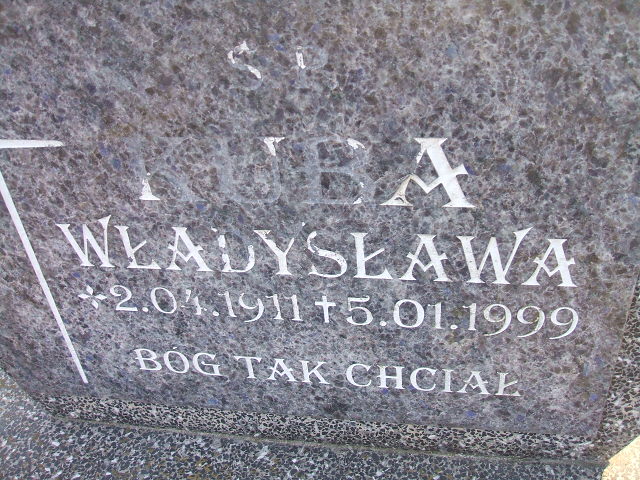 Ś P
KUBA
WŁADYSŁAWA
* 2.04.1911 † 5.01.1999
BÓG TAK CHCIAŁ